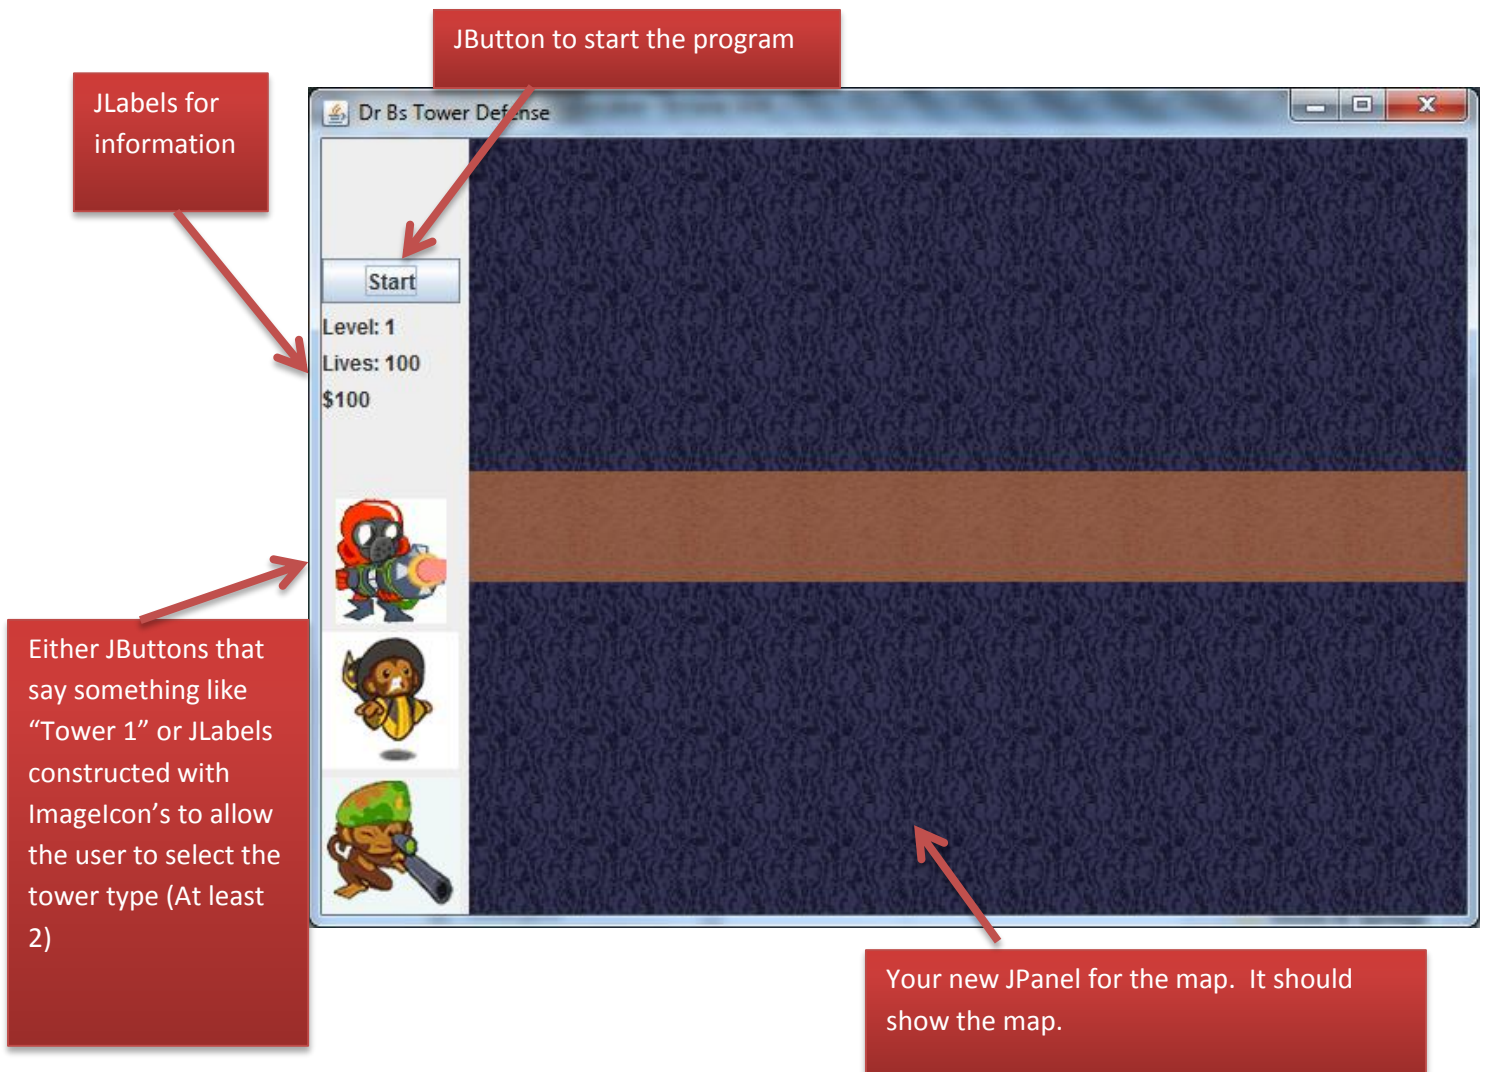 JButton to start the program
JLabels for
information
Dr Bs Tower Defense
Start
Level: 1
Lives: 100
$100
Either JButtons that
say something like
“Tower 1” or JLabels
constructed with
ImageIcon’s to allow
the user to select the
tower type (At least
2)
Your new JPanel for the map.  It should
show the map.